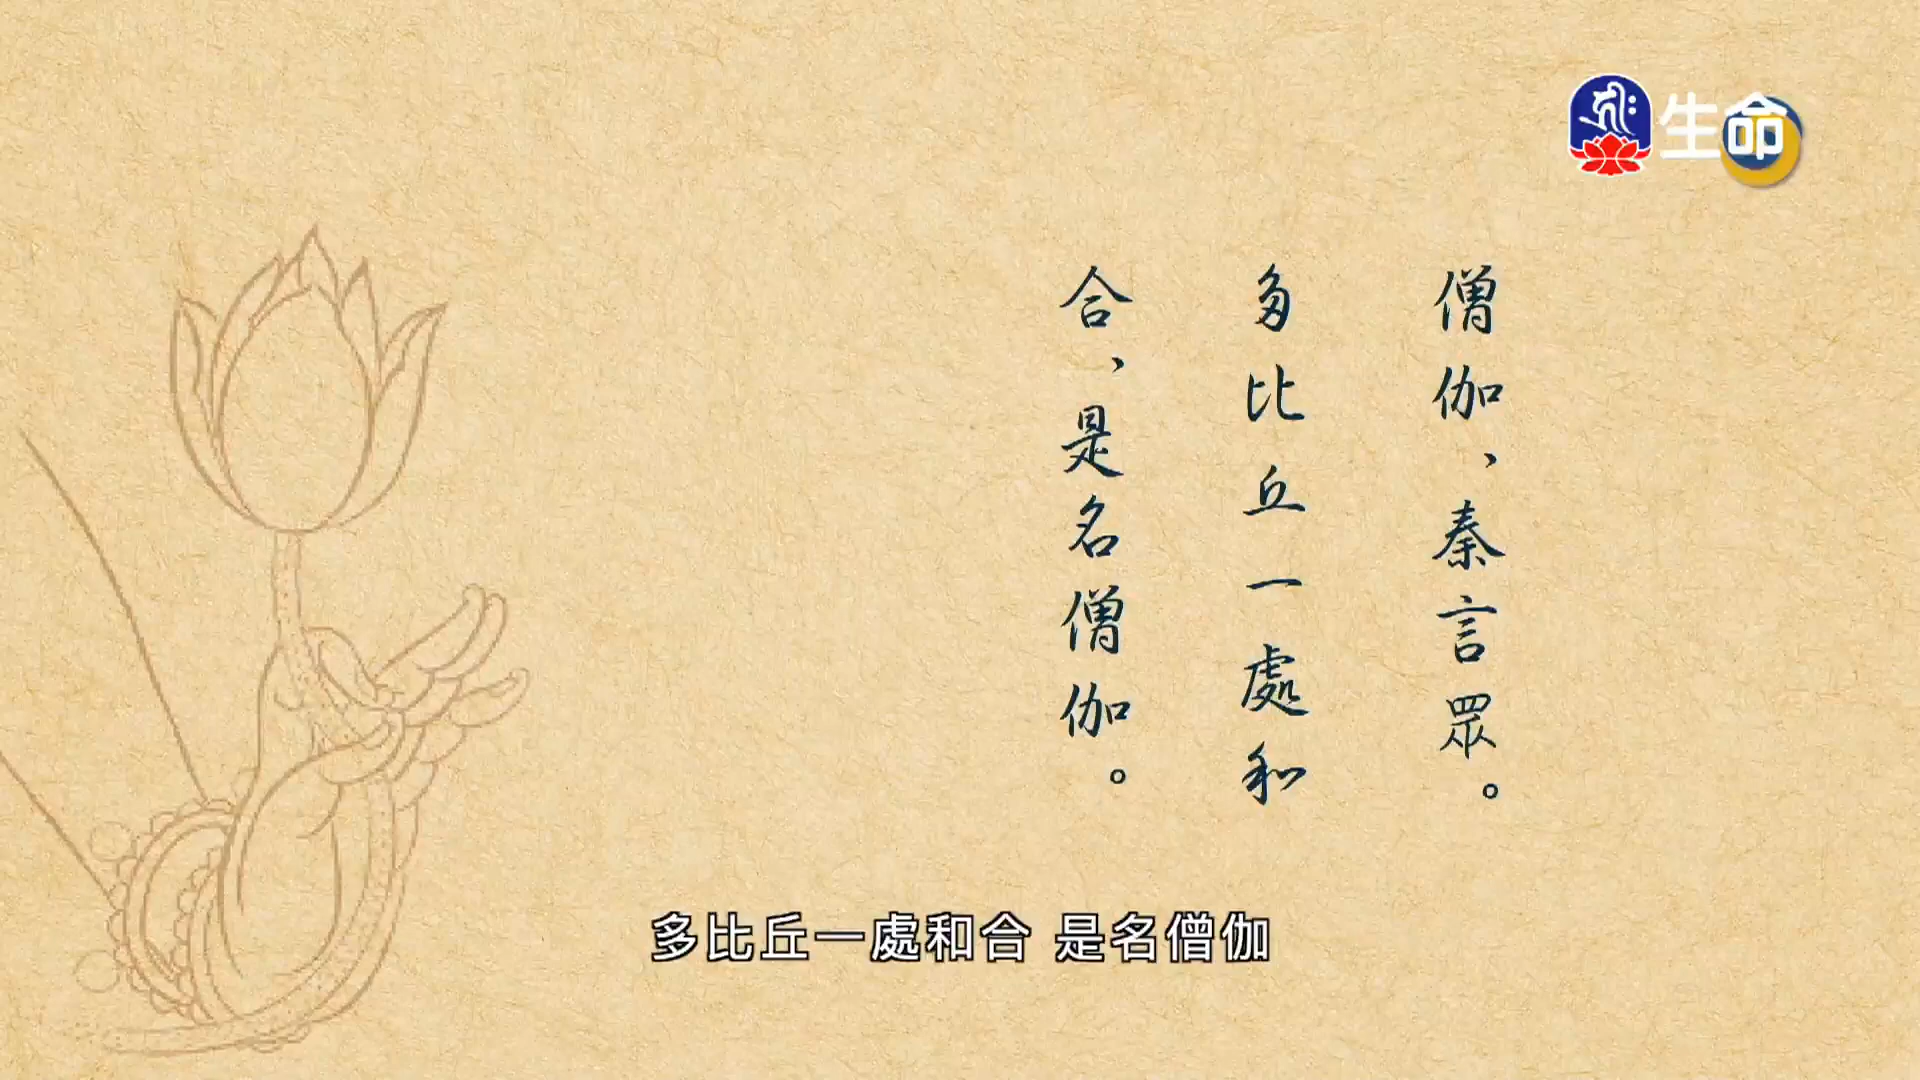 生命
僧伽、秦言眾。
多比丘一處和
合、是名僧伽。
多比丘一處和合 是名僧伽